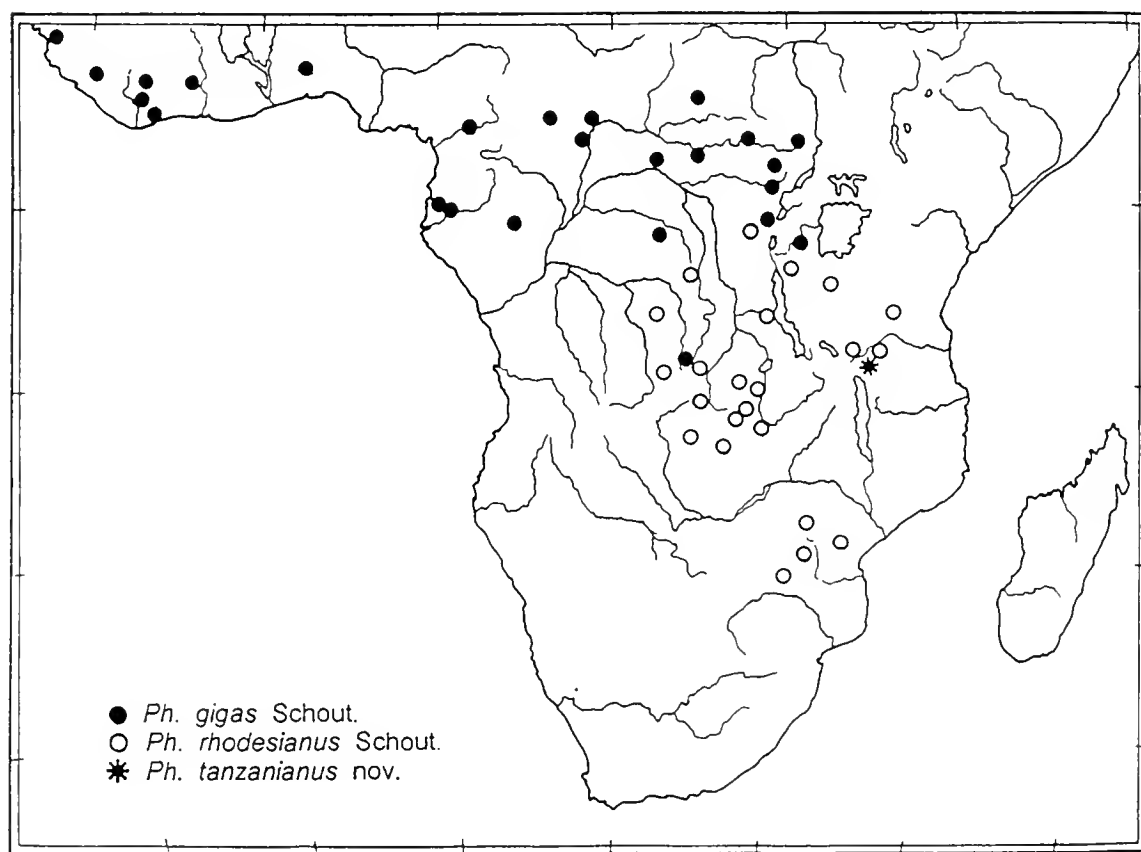 ● Ph. gigas Schout.
○ Ph. rhodesianus Schout.
✷ Ph. tanzanianus nov.